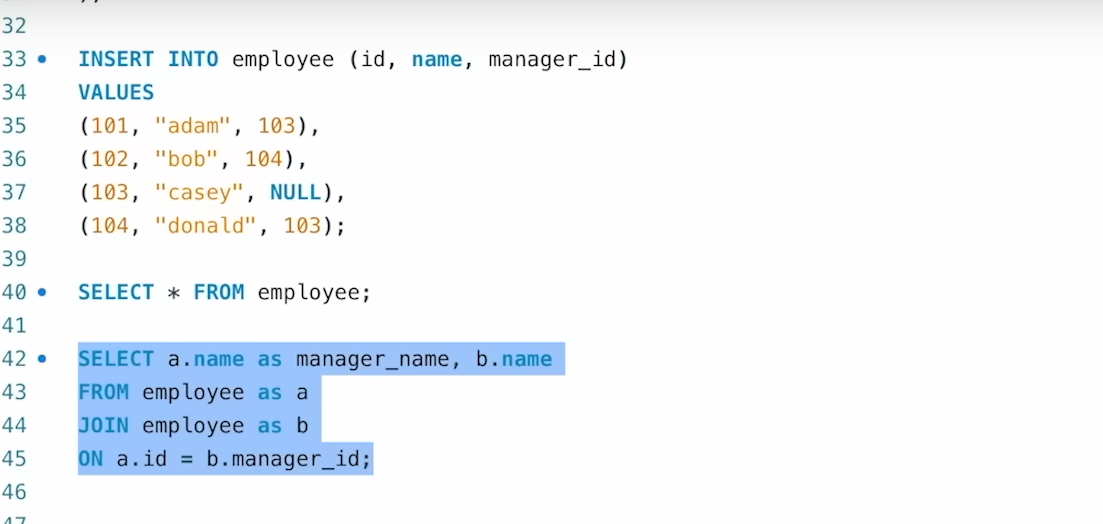 32
33 INSERT INTO employee (id, name, manager_id)
34 VALUES
35 (101, "adam", 103),
36 (102, "bob", 104),
37 (103, "casey", NULL),
38 (104, "donald", 103);
39
40 SELECT * FROM employee;
41
42 SELECT a.name as manager_name, b.name
43 FROM employee as a
44 JOIN employee as b
45 ON a.id = b.manager_id;
46
47